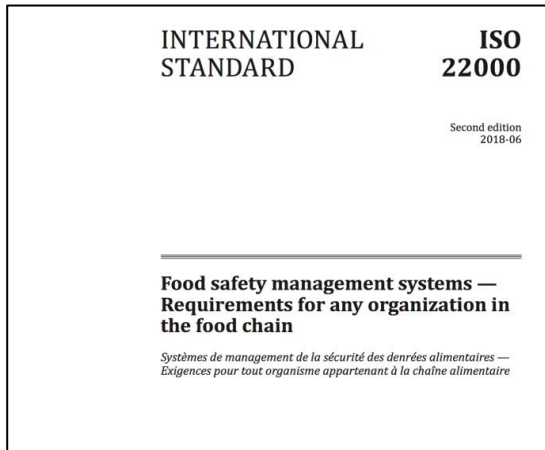 INTERNATIONAL STANDARD
ISO 22000
Second edition
2018-06
Food safety management systems —
Requirements for any organization in
the food chain
Systèmes de management de la sécurité des denrées alimentaires —
Exigences pour tout organisme appartenant à la chaîne alimentaire